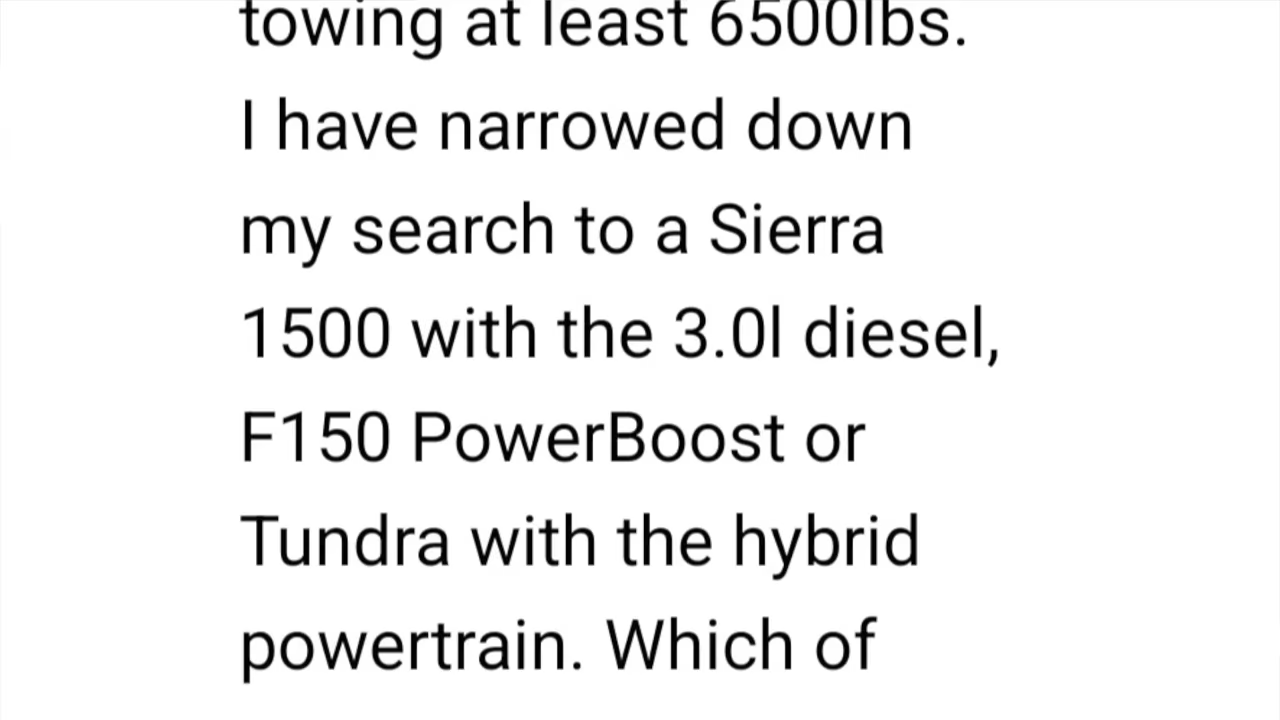 towing at least 6500lbs.
I have narrowed down
my search to a Sierra
1500 with the 3.0l diesel,
F150 PowerBoost or
Tundra with the hybrid
powertrain. Which of